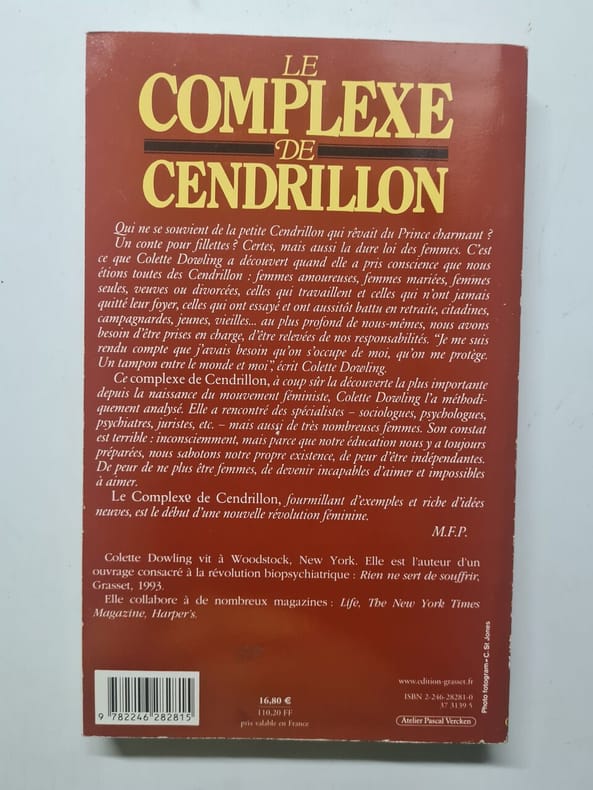 LE
COMPLEXE
DE
CENDRILLON
Qui ne se souvient de la petite Cendrillon qui rêvait du Prince charmant ?
Un conte pour fillettes ? Certes, mais aussi la dure loi des femmes. C'est
ce que Colette Dowling a découvert quand elle a pris conscience que nous
étions toutes des Cendrillon : femmes amoureuses, femmes mariées, femmes
seules, veuves ou divorcées, celles qui travaillent et celles qui n'ont jamais
quitté leur foyer, celles qui ont essayé et ont aussitôt battu en retraite, citadines,
campagnardes, jeunes, vieilles... au plus profond de nous-mêmes, nous avons
besoin d'être prises en charge, d'être relevées de nos responsabilités. "Je me suis
rendu compte que j'avais besoin qu'on s'occupe de moi, qu'on me protège.
Un tampon entre le monde et moi", écrit Colette Dowling.
Ce complexe de Cendrillon, à coup sûr la découverte la plus importante
depuis la naissance du mouvement féministe, Colette Dowling l'a méthodi-
quement analysé. Elle a rencontré des spécialistes – sociologues, psychologues,
psychiatres, juristes, etc. – mais aussi de très nombreuses femmes. Son constat
est terrible : inconsciemment, mais parce que notre éducation nous y a toujours
préparées, nous sabotons notre propre existence, de peur d'être indépendantes.
De peur de ne plus être femmes, de devenir incapables d'aimer et impossibles
à aimer.
Le Complexe de Cendrillon, fourmillant d'exemples et riche d'idées
neuves, est le début d'une nouvelle révolution féminine.
M.F.P.
Colette Dowling vit à Woodstock, New York. Elle est l'auteur d'un
ouvrage consacré à la révolution biopsychiatrique : Rien ne sert de souffrir,
Grasset, 1993.
Elle collabore à de nombreux magazines : Life, The New York Times
Magazine, Harper's.
Photo fotogram - C. St Jones
www.edition-grasset.fr
ISBN 2-246-28281-0
37 3139 5
Atelier Pascal Vercken
16,80 €
110,20 FF
prix valable en France
9 782246 282815